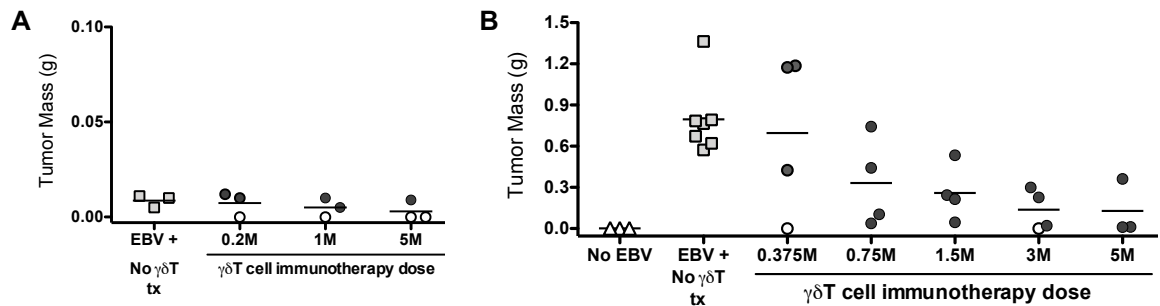 A
Tumor Mass (g)
0.10
0.05
0.00
EBV +
No γδT
tx
0.2M 1M 5M
γδT cell immunotherapy dose
B
Tumor Mass (g)
1.5
1.2
0.9
0.6
0.3
0.0
No EBV
EBV +
No γδT
tx
0.375M 0.75M 1.5M 3M 5M
γδT cell immunotherapy dose